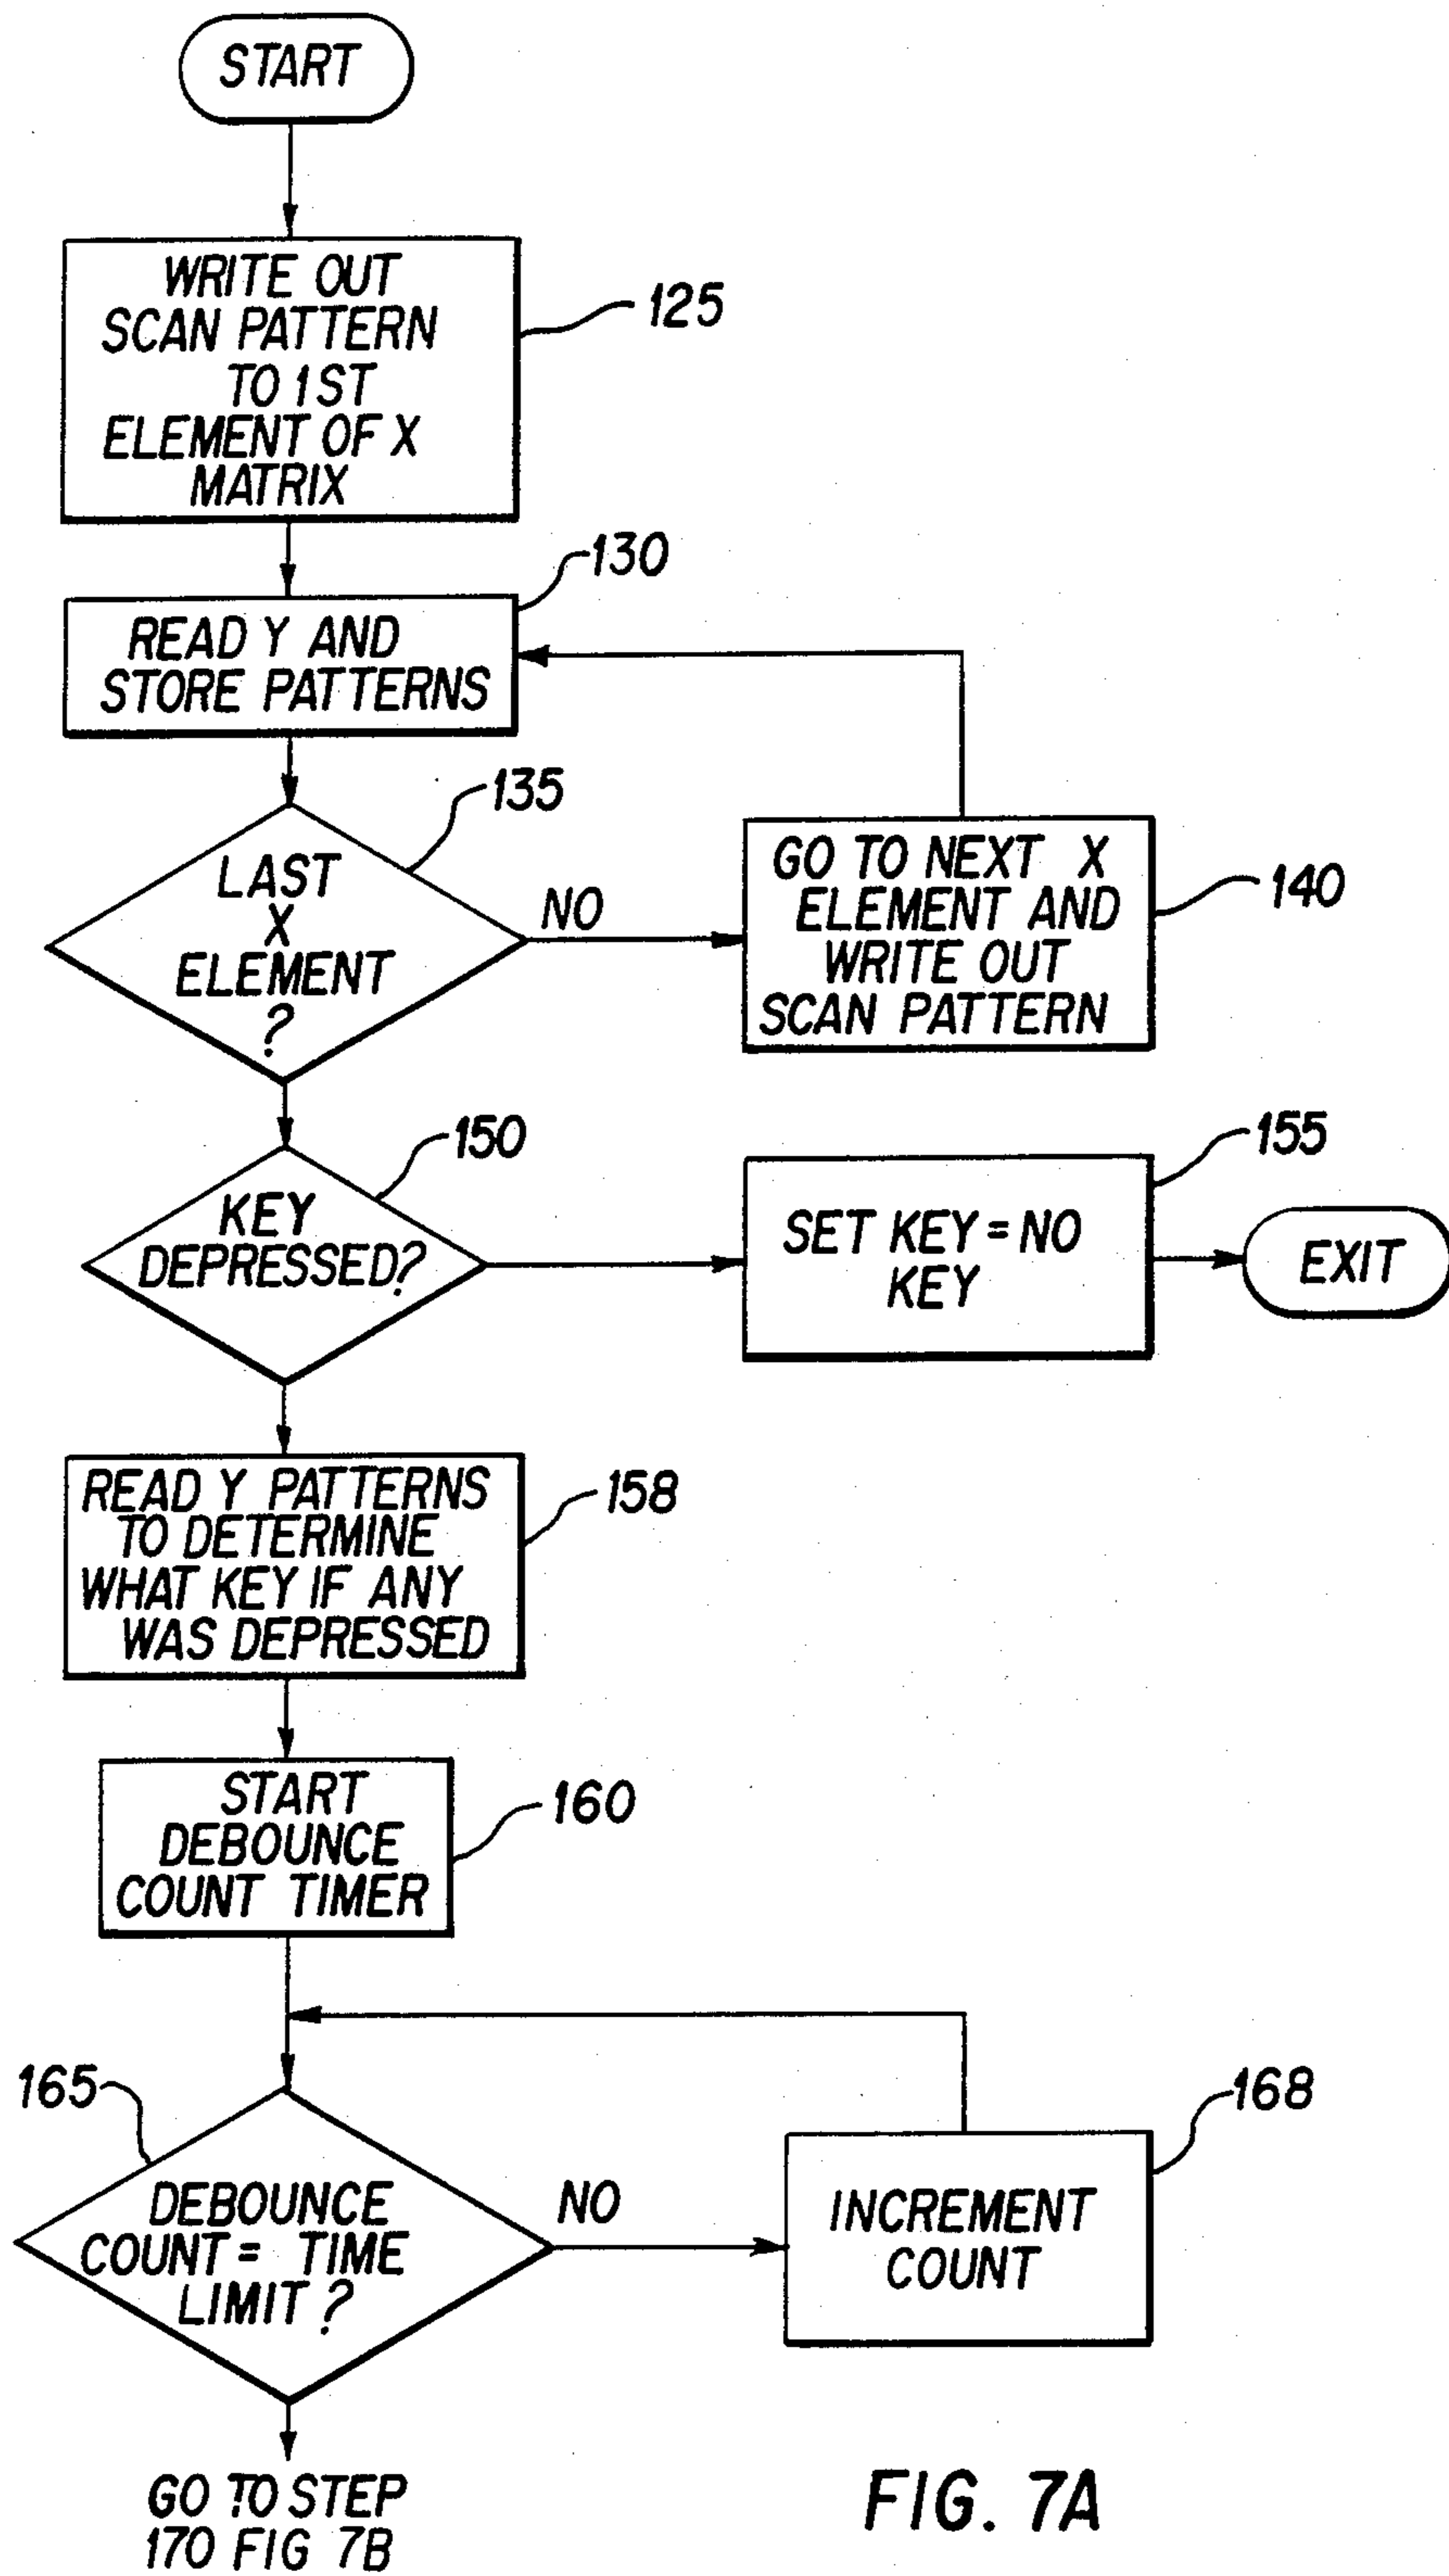 START
WRITE OUT
SCAN PATTERN
TO 1ST
ELEMENT OF X
MATRIX
125
130
READ Y AND
STORE PATTERNS
135
LAST
X
ELEMENT
?
NO
GO TO NEXT X
ELEMENT AND
WRITE OUT
SCAN PATTERN
140
150
KEY
DEPRESSED?
155
SET KEY = NO
KEY
EXIT
READ Y PATTERNS
TO DETERMINE
WHAT KEY IF ANY
WAS DEPRESSED
158
START
DEBOUNCE
COUNT TIMER
160
165
DEBOUNCE
COUNT = TIME
LIMIT?
NO
168
INCREMENT
COUNT
GO TO STEP
170 FIG 7B
FIG. 7A